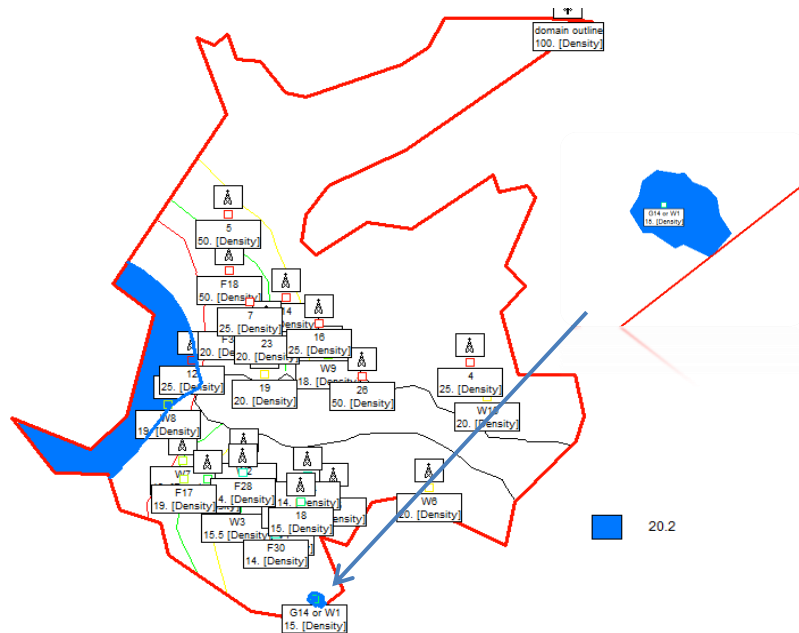 domain outline
100. [Density]
G14 or W1
15. [Density]
5
50. [Density]
F18
50. [Density]
7
25. [Density]
14
16
25. [Density]
20. [Density]
23
20. [Density]
W9
18. [Density]
12
25. [Density]
19
20. [Density]
26
50. [Density]
4
25. [Density]
20. [Density]
W8
19. [Density]
W7
F17
19. [Density]
F28
4. [Density]
14. [Density]
W3
15.5 [Density]
18
15. [Density]
W6
20. [Density]
F30
14. [Density]
20.2
G14 or W1
15. [Density]